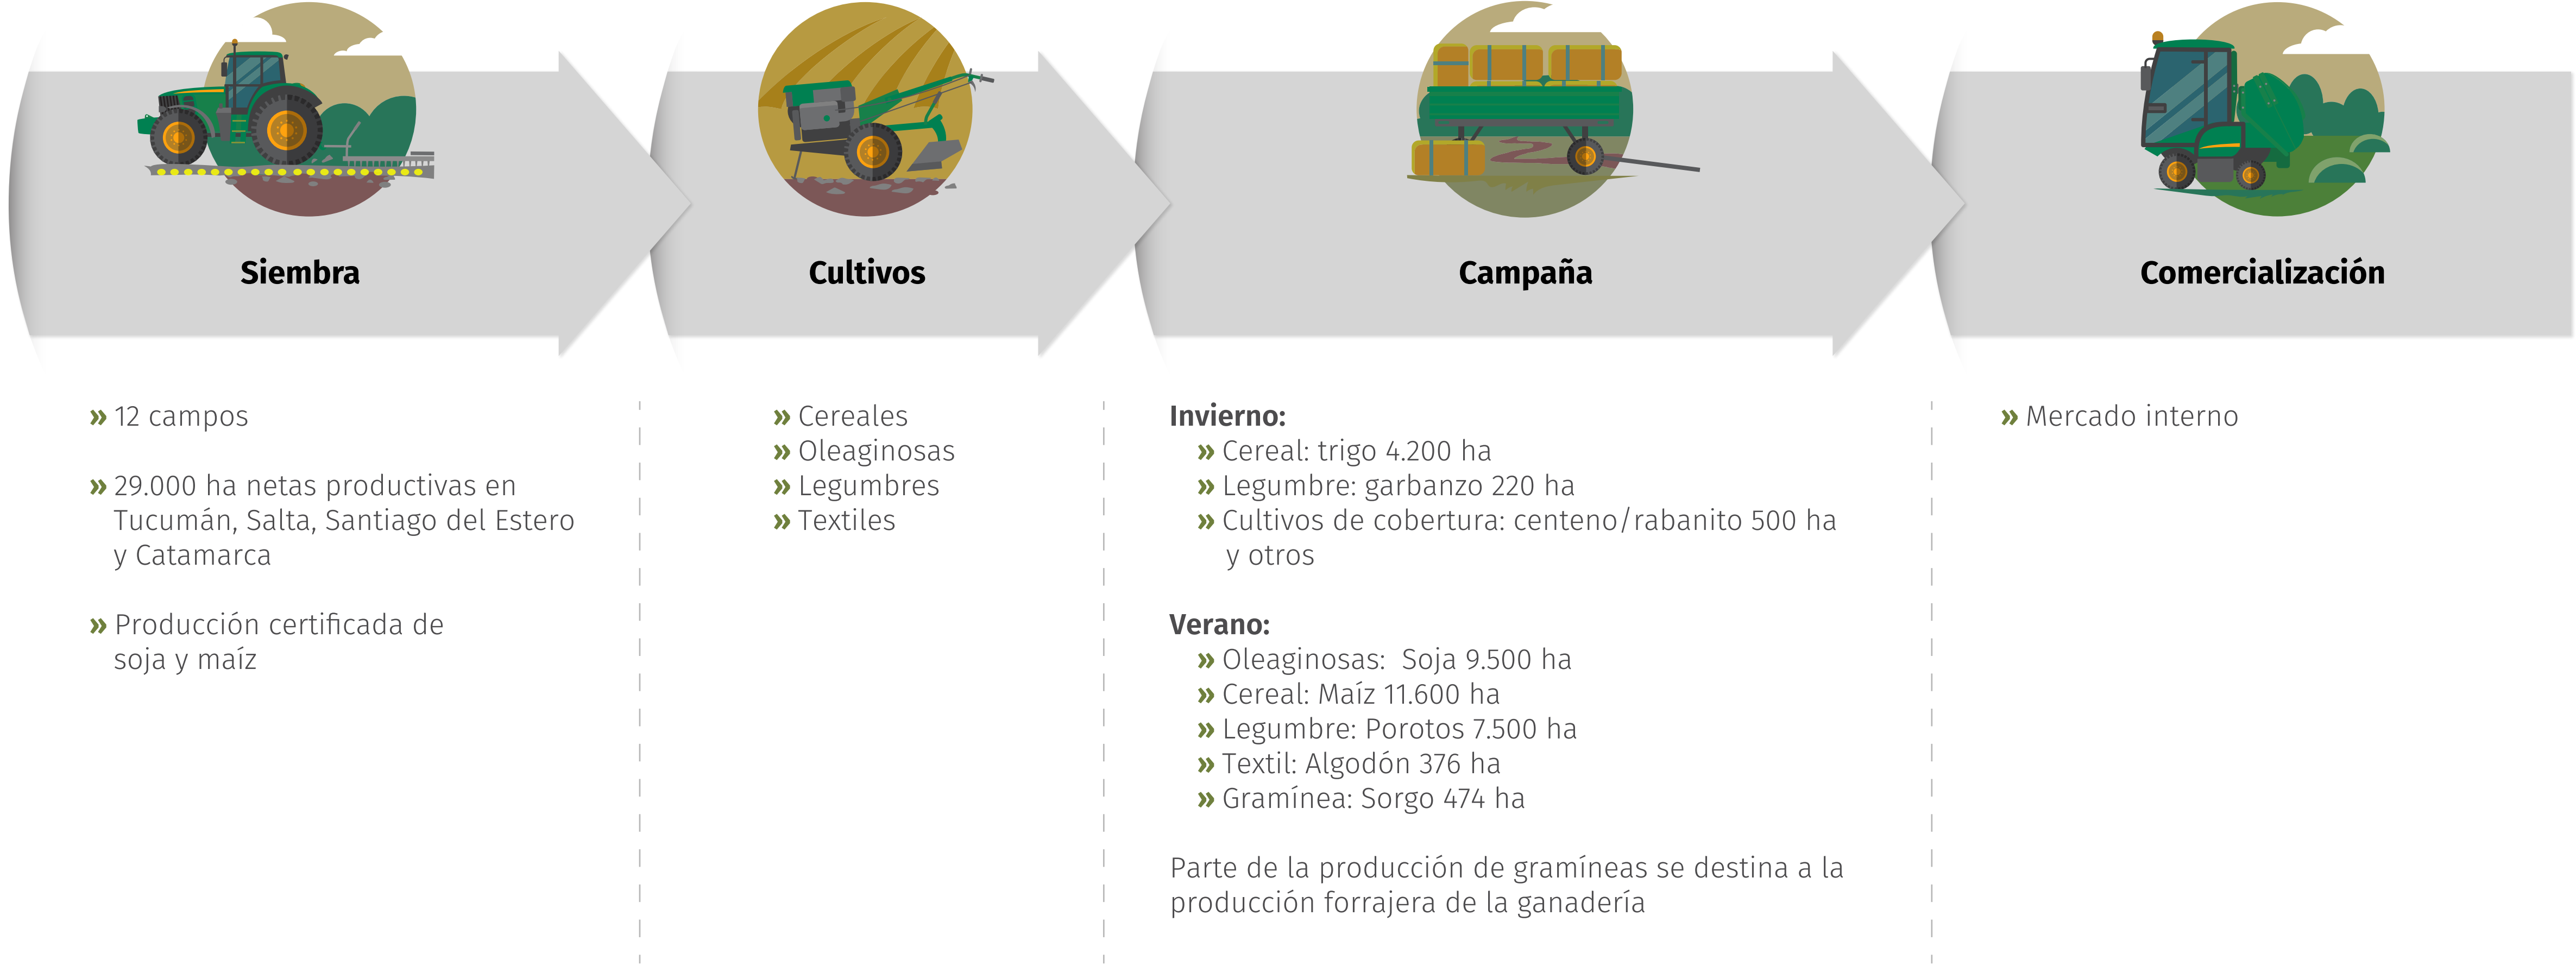 Siembra
Cultivos
Campaña
Comercialización
» 12 campos
» 29.000 ha netas productivas en
Tucumán, Salta, Santiago del Estero
y Catamarca
» Producción certificada de
soja y maíz
» Cereales
» Oleaginosas
» Legumbres
» Textiles
Invierno:
» Cereal: trigo 4.200 ha
» Legumbre: garbanzo 220 ha
» Cultivos de cobertura: centeno/rabanito 500 ha
y otros
Verano:
» Oleaginosas:  Soja 9.500 ha
» Cereal: Maíz 11.600 ha
» Legumbre: Porotos 7.500 ha
» Textil: Algodón 376 ha
» Gramínea: Sorgo 474 ha
Parte de la producción de gramíneas se destina a la
producción forrajera de la ganadería
» Mercado interno